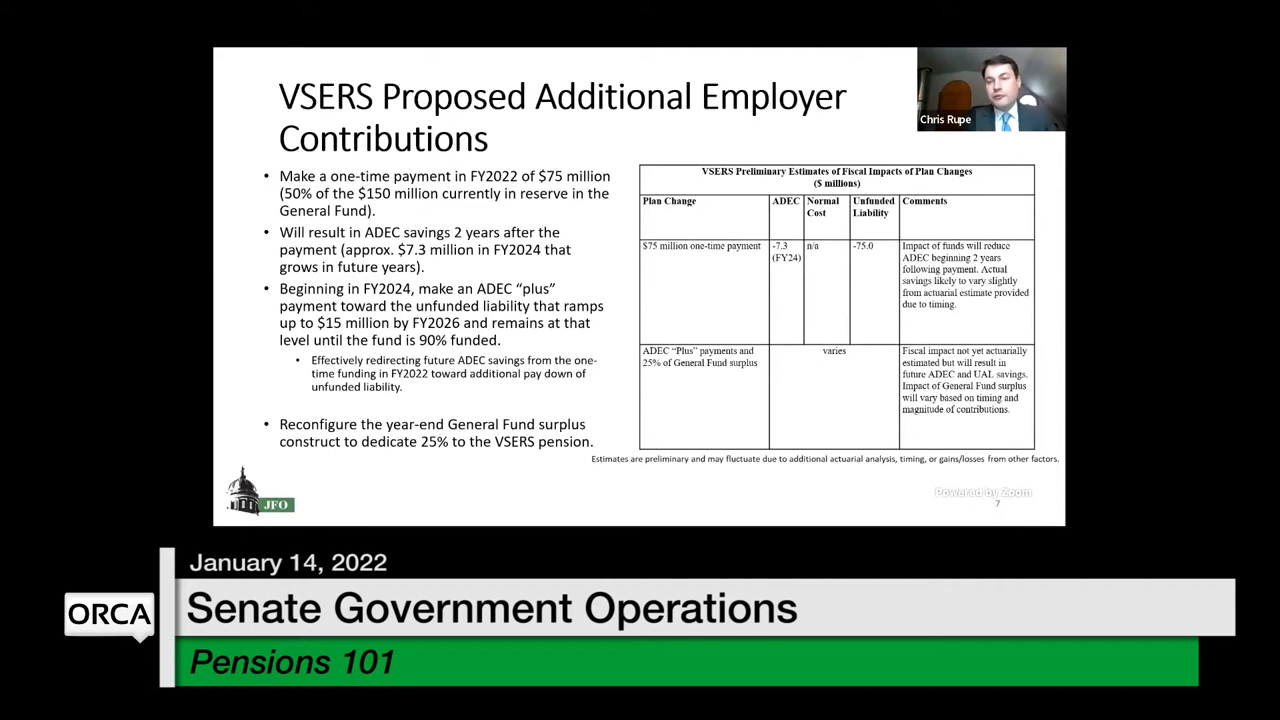 VSERS Proposed Additional Employer
Contributions
Chris Rupe
• Make a one-time payment in FY2022 of $75 million
(50% of the $150 million currently in reserve in the
General Fund).
• Will result in ADEC savings 2 years after the
payment (approx. $7.3 million in FY2024 that
grows in future years).
• Beginning in FY2024, make an ADEC “plus”
payment toward the unfunded liability that ramps
up to $15 million by FY2026 and remains at that
level until the fund is 90% funded.
• Effectively redirecting future ADEC savings from the one-
time funding in FY2022 toward additional pay down of
unfunded liability.
• Reconfigure the year-end General Fund surplus
construct to dedicate 25% to the VSERS pension.
VSERS Preliminary Estimates of Fiscal Impacts of Plan Changes
($ millions)
Plan Change
ADEC
Normal
Cost
Unfunded
Liability
Comments
$75 million one-time payment
-7.3
(FY24)
n/a
-75.0
Impact of funds will reduce
ADEC beginning 2 years
following payment. Actual
savings likely to vary slightly
from actuarial estimate provided
due to timing.
ADEC “Plus” payments and
25% of General Fund surplus
varies
Fiscal impact not yet actuarially
estimated but will result in
future ADEC and UAL savings.
Impact of General Fund surplus
will vary based on timing and
magnitude of contributions.
Estimates are preliminary and may fluctuate due to additional actuarial analysis, timing, or gains/losses from other factors.
JFO
Powered by Zoom
7
January 14, 2022
ORCA
Senate Government Operations
Pensions 101